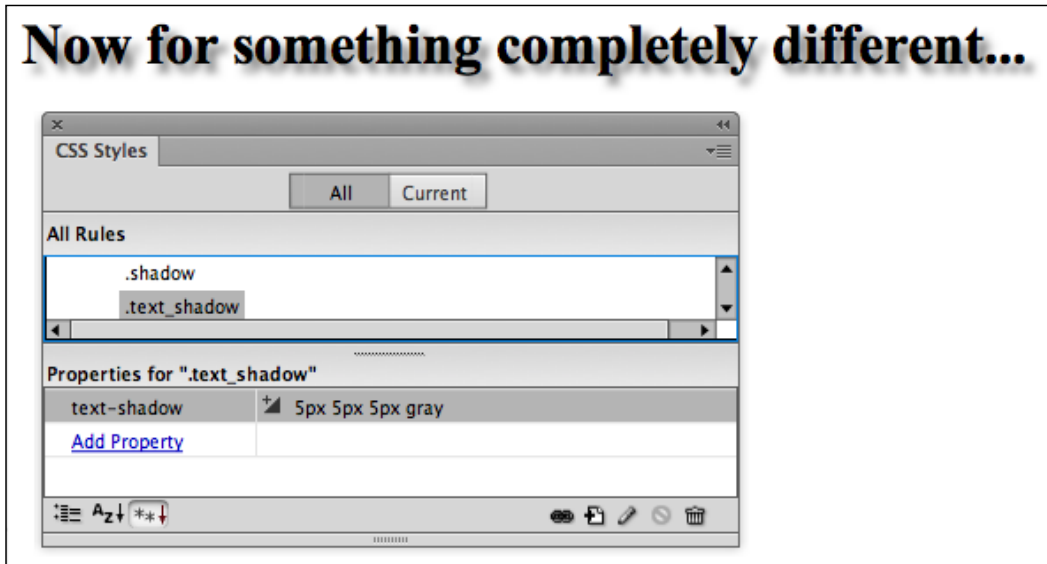 Now for something completely different...
CSS Styles
All Current
All Rules
.shadow
.text_shadow
Properties for ".text_shadow"
text-shadow 5px 5px 5px gray
Add Property